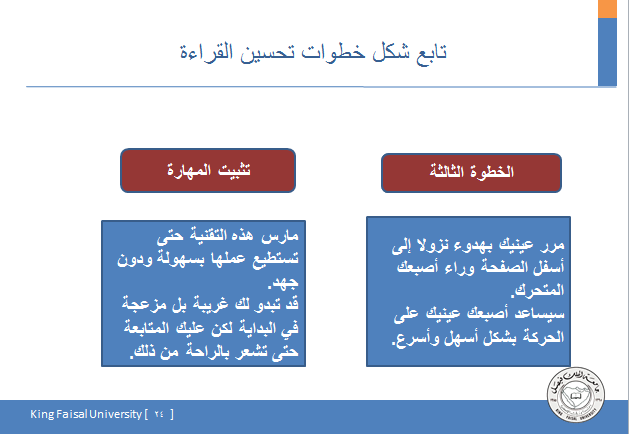 تابع شكل خطوات تحسين القراءة
الخطوة الثالثة
مرر عينيك بهدوء نزولا إلى
أسفل الصفحة وراء أصبعك
المتحرك.
سيساعد أصبعك عينيك على
الحركة بشكل أسهل وأسرع.
تثبيت المهارة
مارس هذه التقنية حتى
تستطيع عملها بسهولة ودون
جهد.
قد تبدو لك غريبة بل مزعجة
في البداية لكن عليك المتابعة
حتى تشعر بالراحة من ذلك.
King Faisal University [ ٢٤ ]